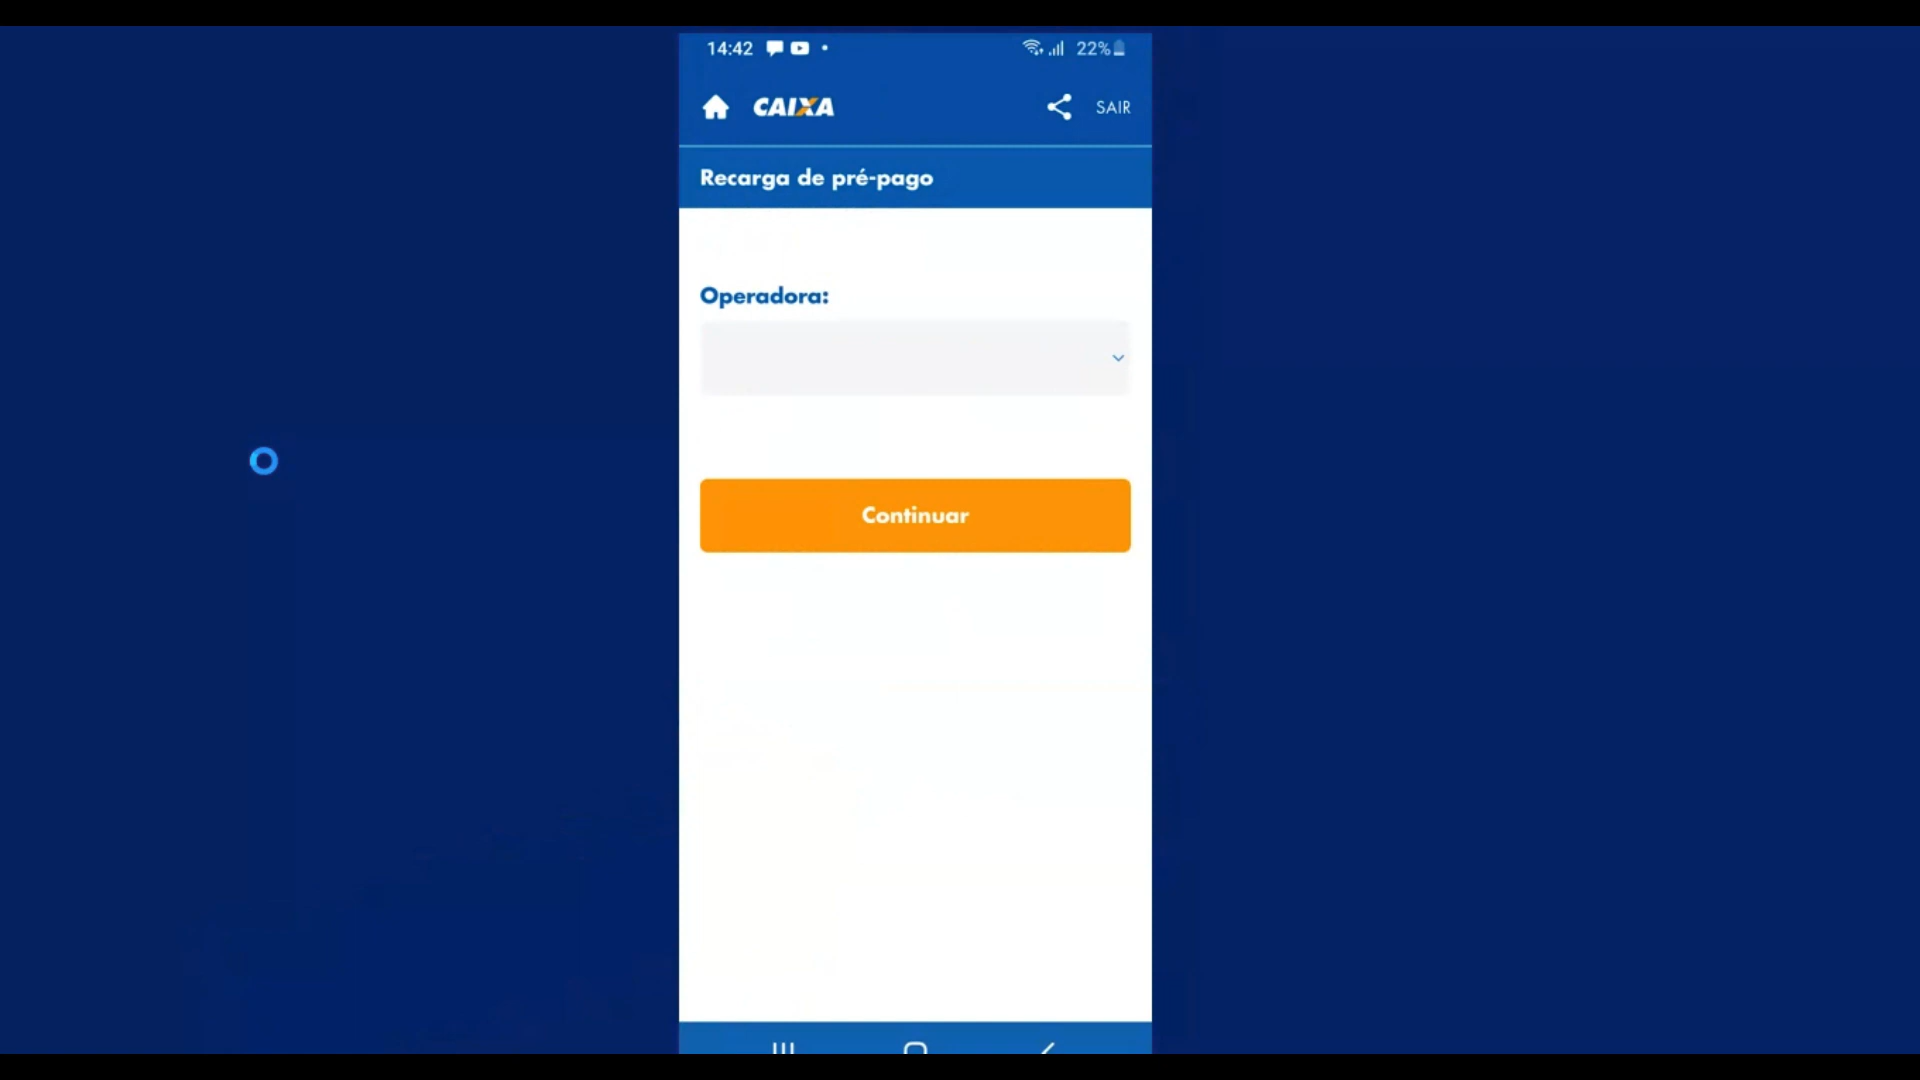 14:42
22%
CAIXA
SAIR
Recarga de pré-pago
Operadora:
Continuar